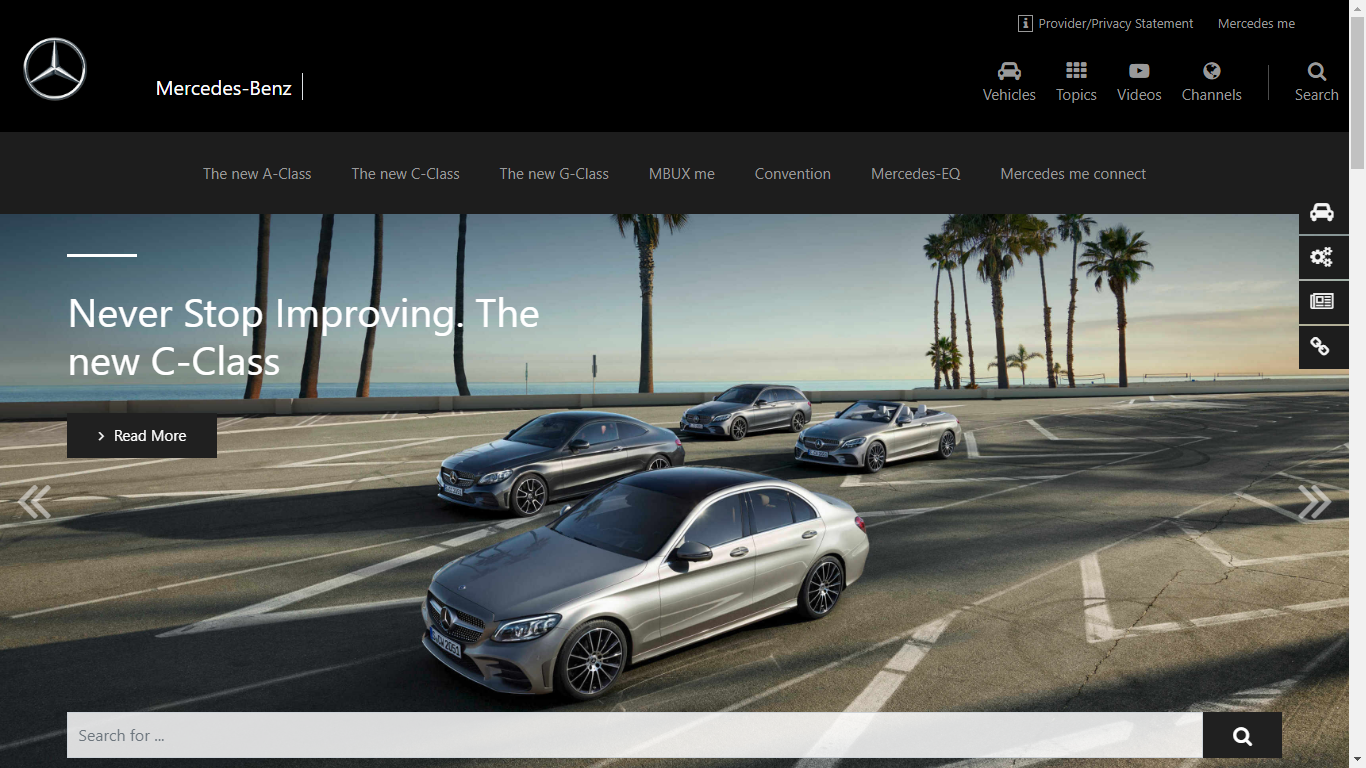 Provider/Privacy Statement
Mercedes me
Mercedes-Benz
Vehicles
Topics
Videos
Channels
Search
The new A-Class
The new C-Class
The new G-Class
MBUX me
Convention
Mercedes-EQ
Mercedes me connect
Never Stop Improving. The
new C-Class
Read More
Search for ...